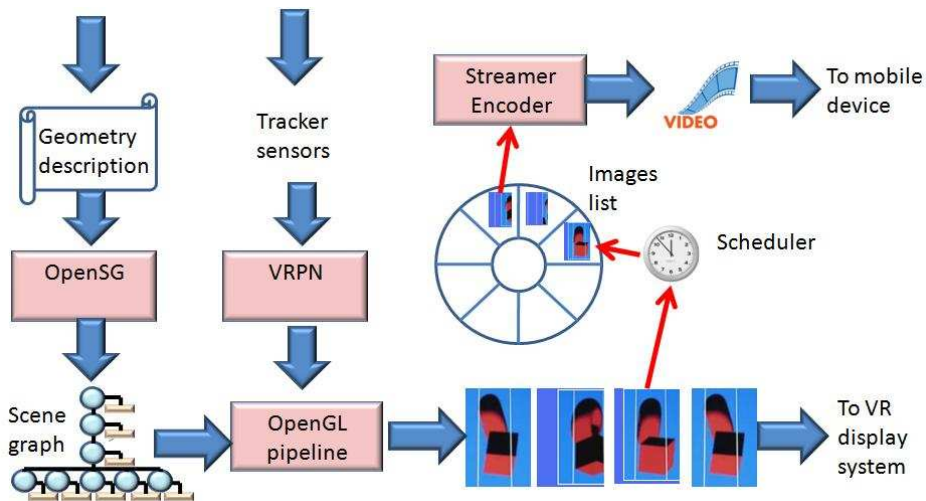 Geometry
description
Tracker
sensors
Streamer
Encoder
VIDEO
To mobile
device
Images
list
Scheduler
OpenSG
VRPN
Scene
graph
OpenGL
pipeline
To VR
display
system